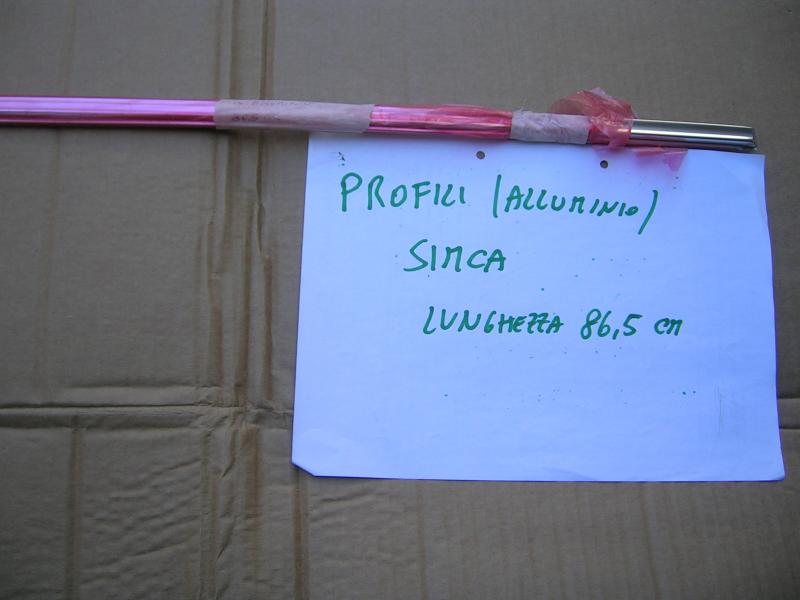 PROFILI (ALLUMINIO)
SIMCA
LUNGHEZZA 86,5 cm